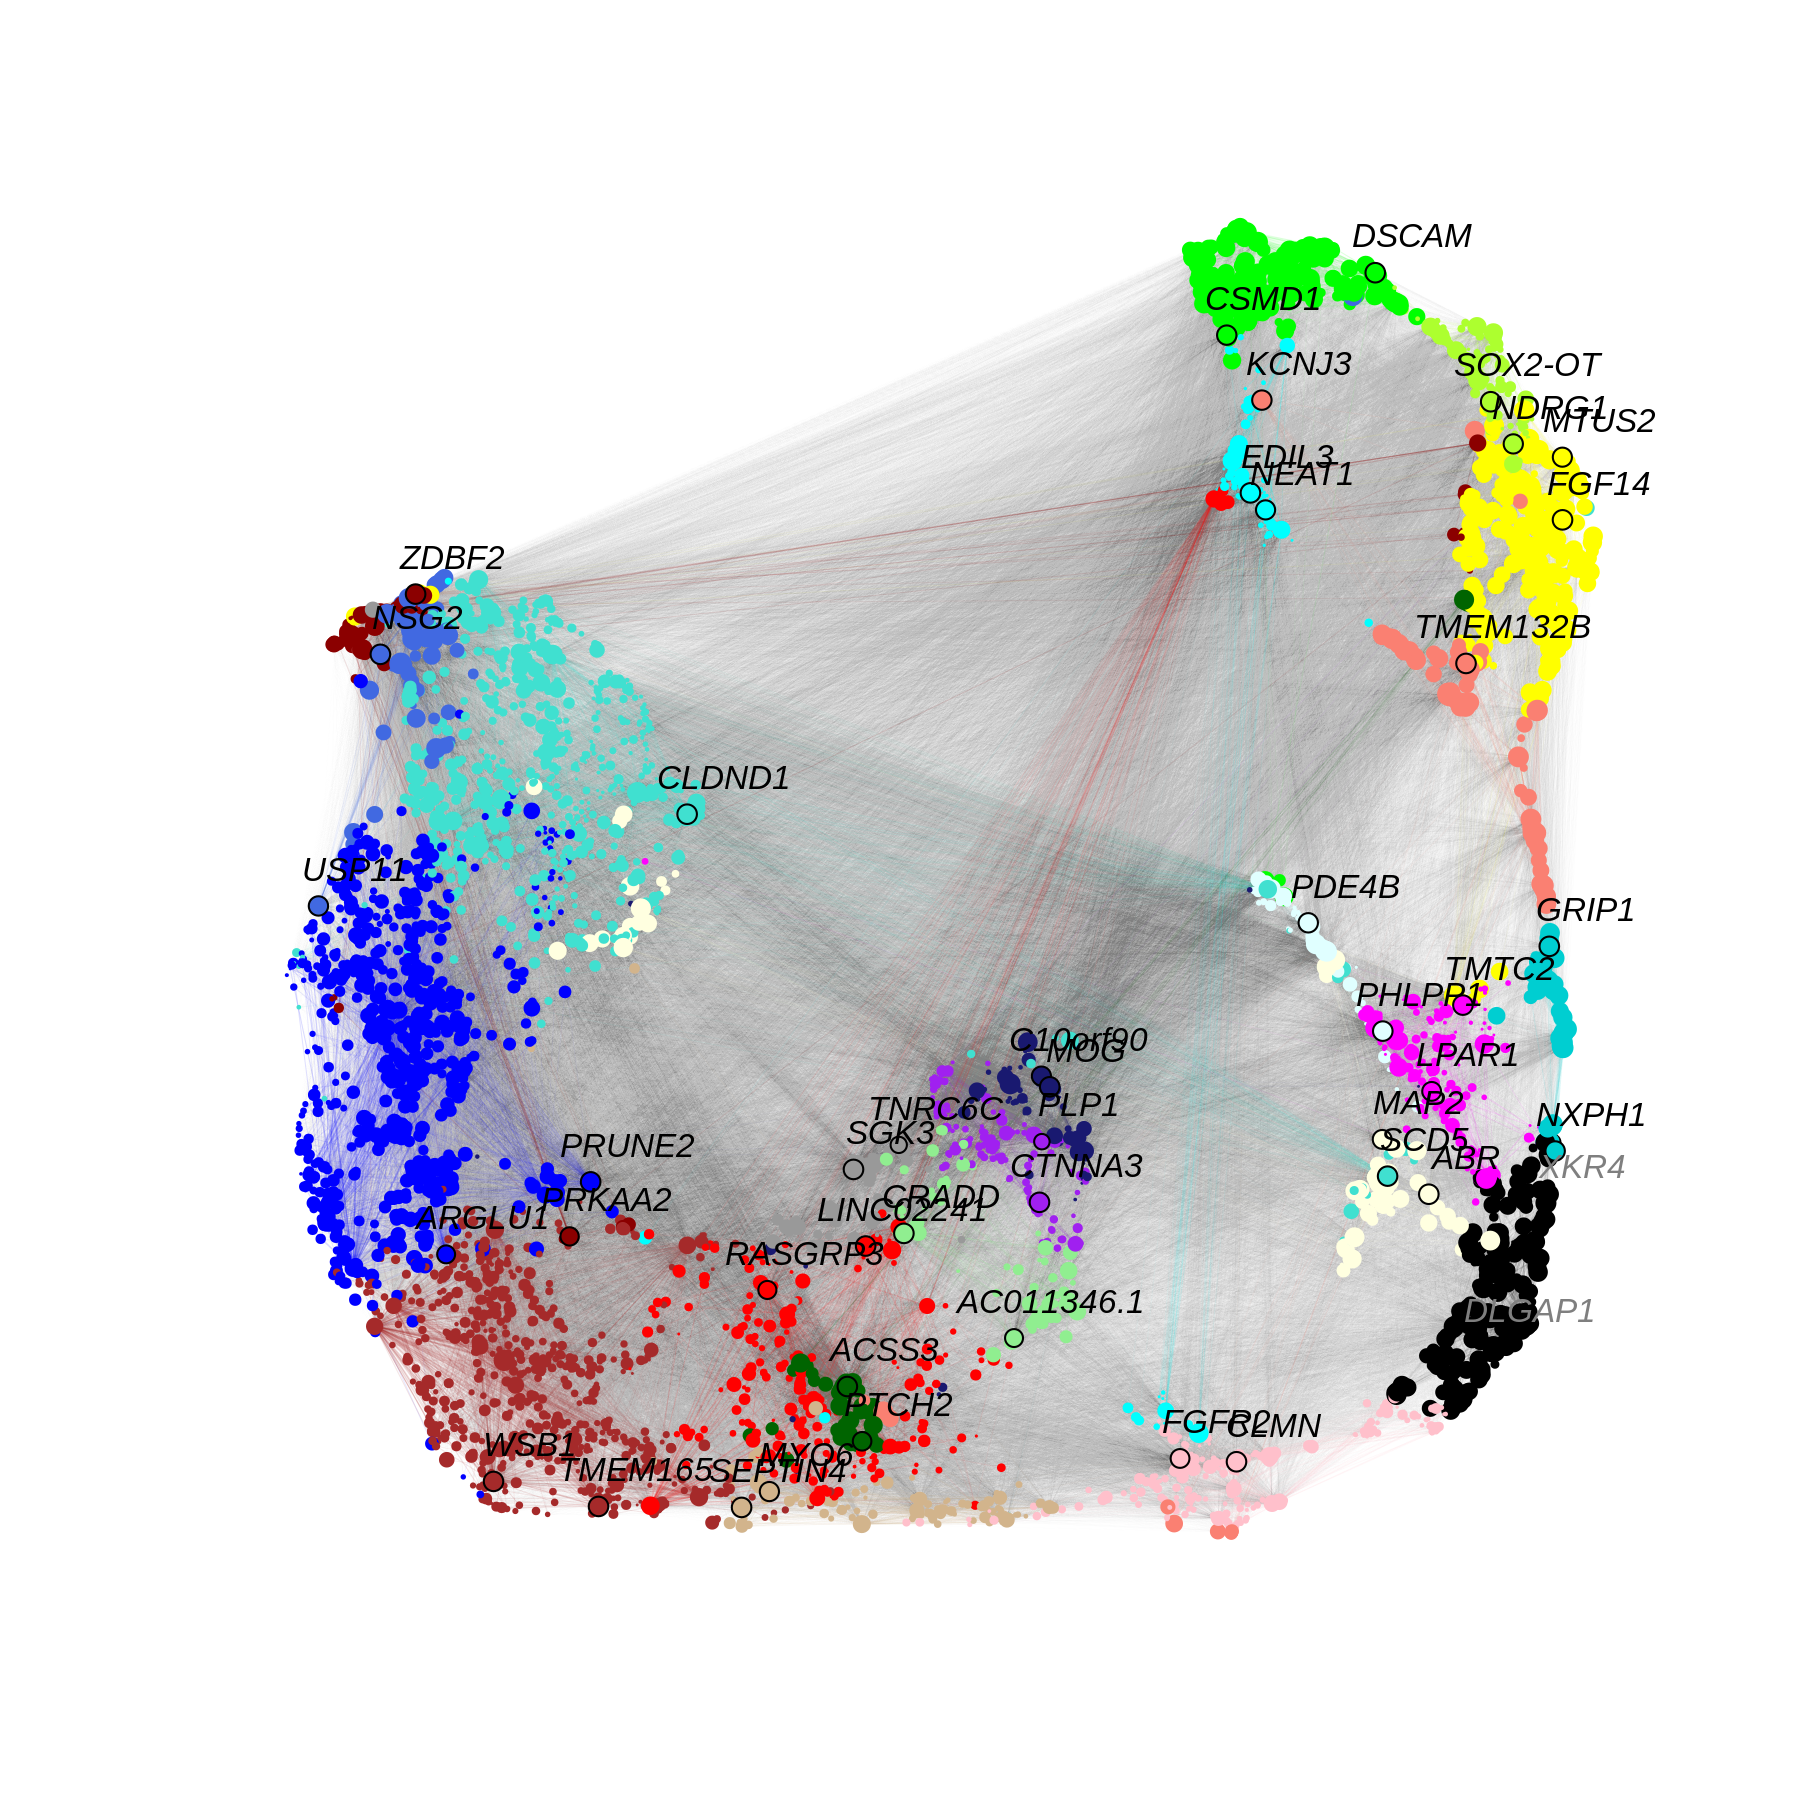 DSCAM
CSMD1
KCNJ3
SOX2-OT
NDRG1
MTUS2
EDIL3
NEAT1
FGF14
ZDBF2
NSG2
TMEM132B
CLDND1
USP11
PDE4B
GRIP1
TMTC2
PHLPP1
C10orf90
MOG
LPAR1
TNRC6C
PLP1
MAP2
NXPH1
SGK3
SCD5
PRUNE2
CTNNA3
ABR
XKR4
PRKAA2
CRADD
ARGLU1
LINC02241
RASGRP3
AC011346.1
DLGAP1
ACSS3
PTCH2
FGFR2
CLMN
WSB1
MYO6
TMEM165
SEPTIN4